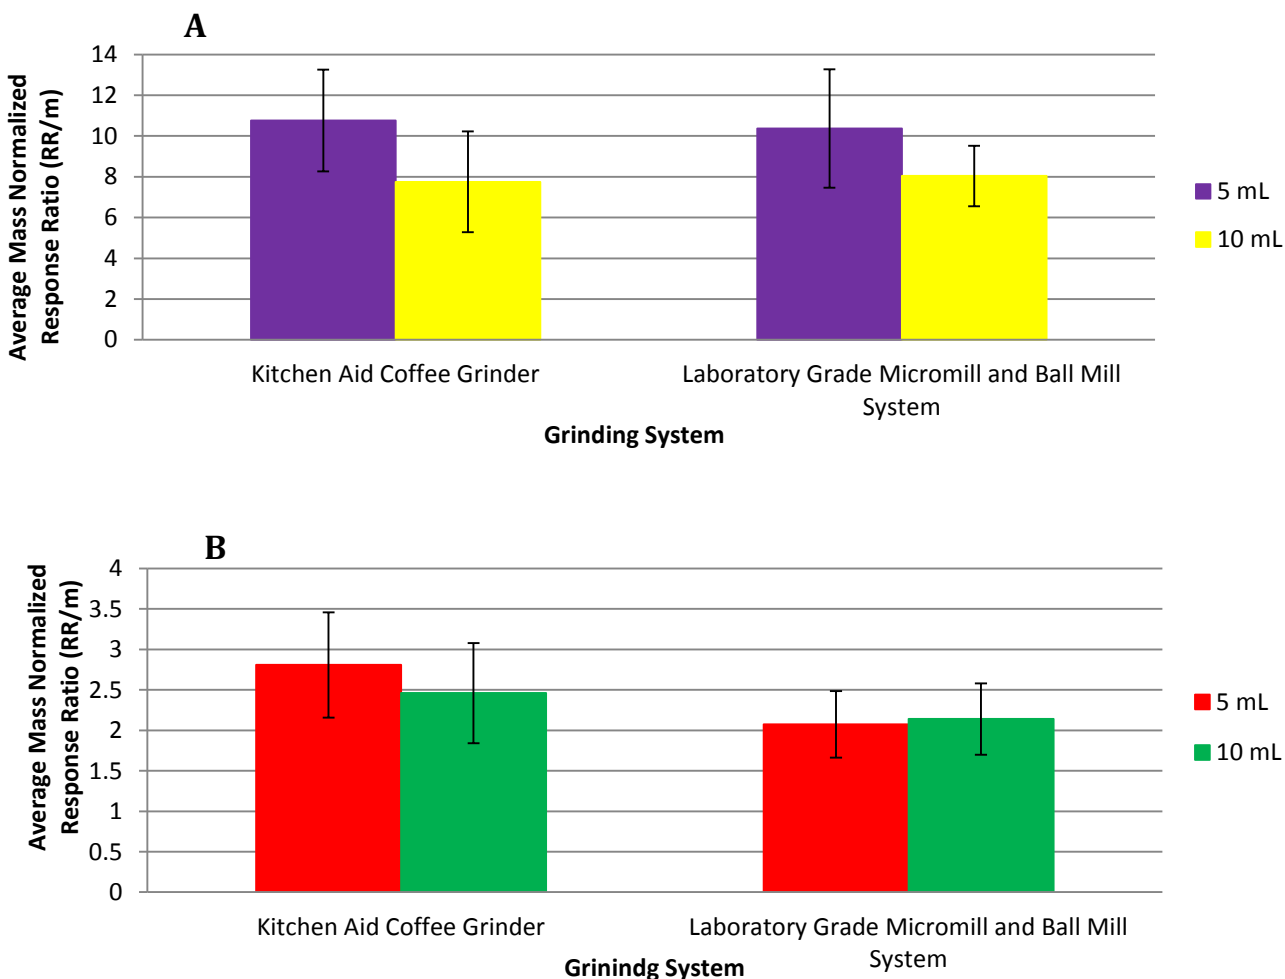 A
Average Mass Normalized
Response Ratio (RR/m)
14
12
10
8
6
4
2
0
Kitchen Aid Coffee Grinder
Laboratory Grade Micromill and Ball Mill
System
Grinding System
5 mL
10 mL
B
Average Mass Normalized
Response Ratio (RR/m)
4
3.5
3
2.5
2
1.5
1
0.5
0
Kitchen Aid Coffee Grinder
Laboratory Grade Micromill and Ball Mill
System
Grinindg System
5 mL
10 mL